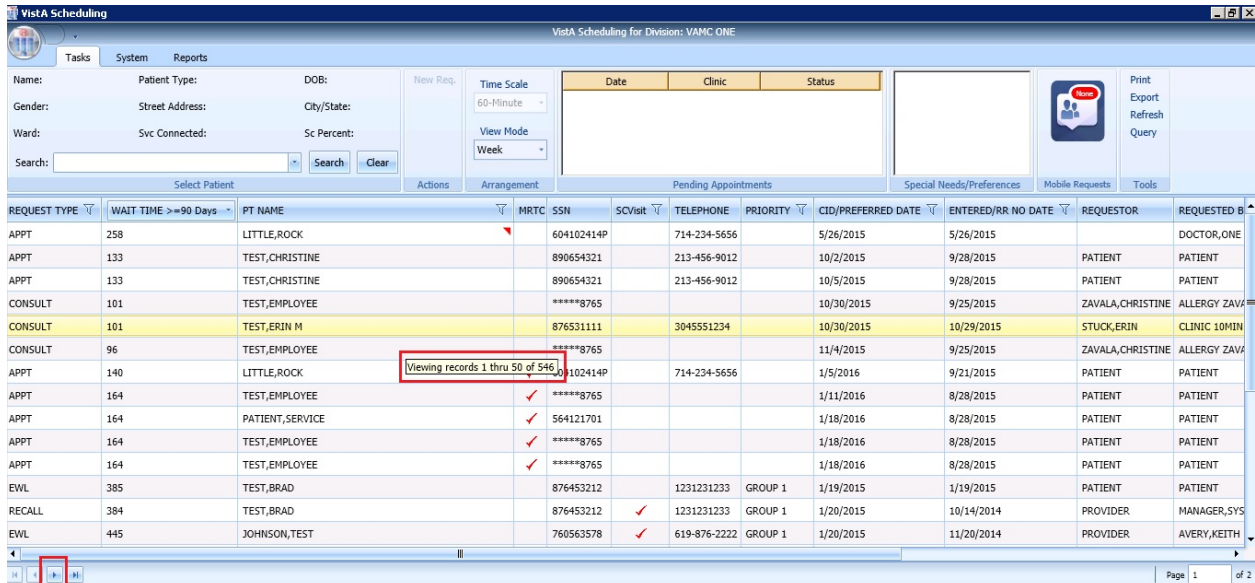 VistA Scheduling
VistA Scheduling for Division: VAMC ONE
Tasks System Reports
Name: Patient Type: DOB:
Gender: Street Address: City/State:
Ward: Svc Connected: Sc Percent:
Search: Search Clear
Select Patient
New Req.
Actions
Time Scale
60-Minute
View Mode
Week
Arrangement
Date Clinic Status
Pending Appointments
Special Needs/Preferences
None
Mobile Requests
Print
Export
Refresh
Query
Tools
REQUEST TYPE WAIT TIME >=90 Days PT NAME MRTC SSN SCVisit TELEPHONE PRIORITY CID/PREFERRED DATE ENTERED/RR NO DATE REQUESTOR REQUESTED B
APPT 258 LITTLE,ROCK 604102414P 714-234-5656 5/26/2015 5/26/2015 DOCTOR,ONE
APPT 133 TEST,CHRISTINE 890654321 213-456-9012 10/2/2015 9/28/2015 PATIENT PATIENT
APPT 133 TEST,CHRISTINE 890654321 213-456-9012 10/5/2015 9/28/2015 PATIENT PATIENT
CONSULT 101 TEST,EMPLOYEE *****8765 10/30/2015 9/25/2015 ZAVALA,CHRISTINE ALLERGY ZAVA
CONSULT 101 TEST,ERIN M 876531111 3045551234 10/30/2015 10/29/2015 STUCK,ERIN CLINIC 10MIN
CONSULT 96 TEST,EMPLOYEE *****8765 11/4/2015 9/25/2015 ZAVALA,CHRISTINE ALLERGY ZAVA
Viewing records 1 thru 50 of 546
APPT 140 LITTLE,ROCK ✓ 604102414P 714-234-5656 1/5/2016 9/21/2015 PATIENT PATIENT
APPT 164 TEST,EMPLOYEE ✓ *****8765 1/11/2016 8/28/2015 PATIENT PATIENT
APPT 164 PATIENT,SERVICE ✓ 564121701 1/18/2016 8/28/2015 PATIENT PATIENT
APPT 164 TEST,EMPLOYEE ✓ *****8765 1/18/2016 8/28/2015 PATIENT PATIENT
APPT 164 TEST,EMPLOYEE ✓ *****8765 1/18/2016 8/28/2015 PATIENT PATIENT
EWL 385 TEST,BRAD 876453212 1231231233 GROUP 1 1/19/2015 1/19/2015 PATIENT PATIENT
RECALL 384 TEST,BRAD 876453212 ✓ 1231231233 GROUP 1 1/20/2015 10/14/2014 PROVIDER MANAGER,SYS
EWL 445 JOHNSON,TEST 760563578 ✓ 619-876-2222 GROUP 1 1/20/2015 11/20/2014 PROVIDER AVERY,KEITH
Page 1 of 2